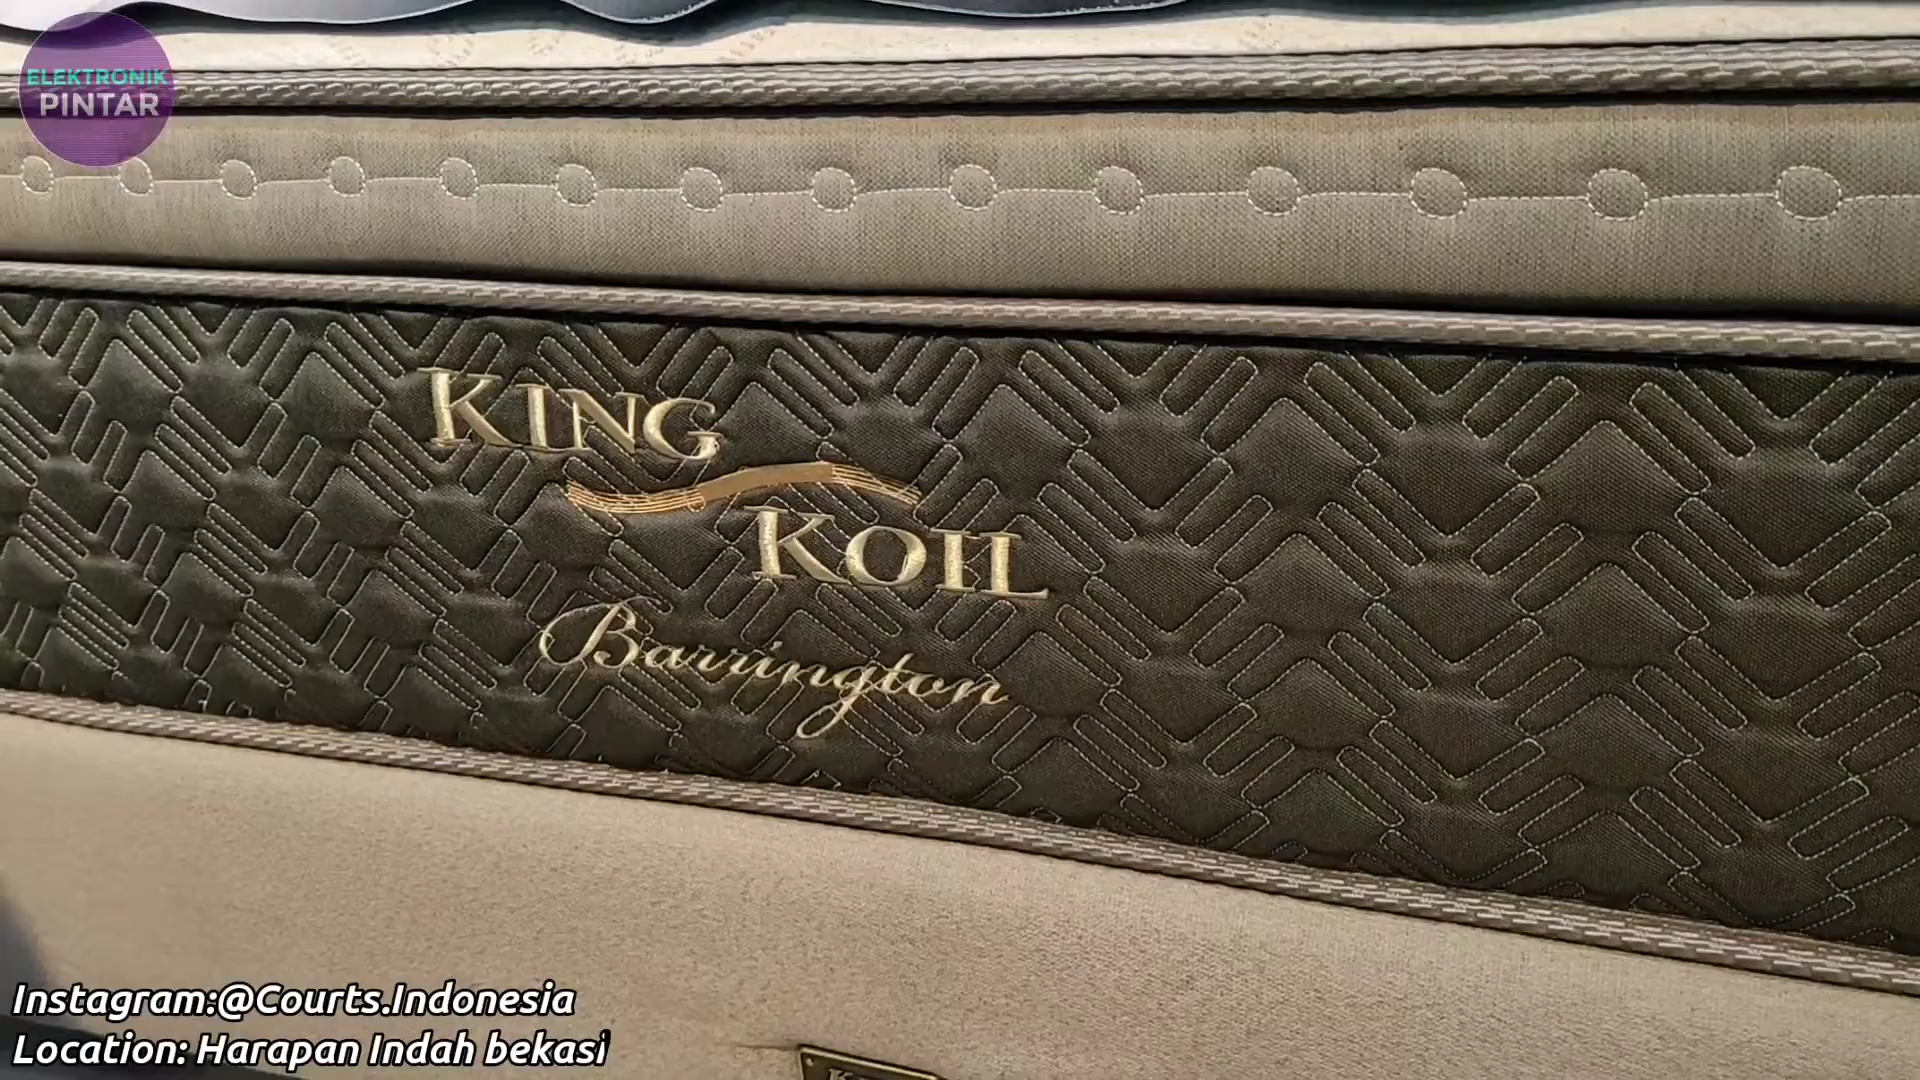 ELEKTRONIK
PINTAR
KING
KOIL
Barrington
Instagram:@Courts.Indonesia
Location: Harapan Indah bekasi